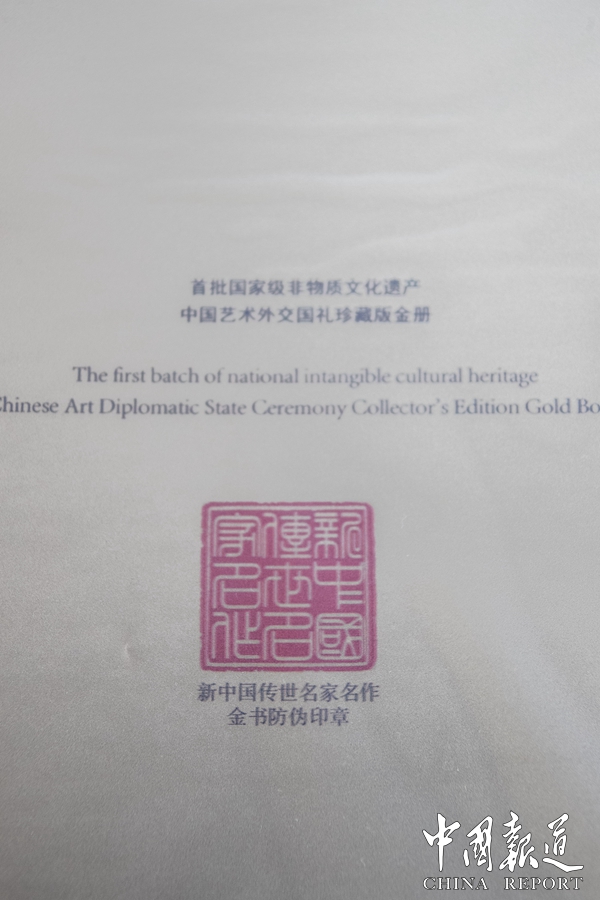 首批国家级非物质文化遗产
中国艺术外交国礼珍藏版金册
The first batch of national intangible cultural heritage
Chinese Art Diplomatic State Ceremony Collector's Edition Gold Bo
新中國
傳世名
家名作
新中国传世名家名作
金书防伪印章
中國報道
CHINA REPORT